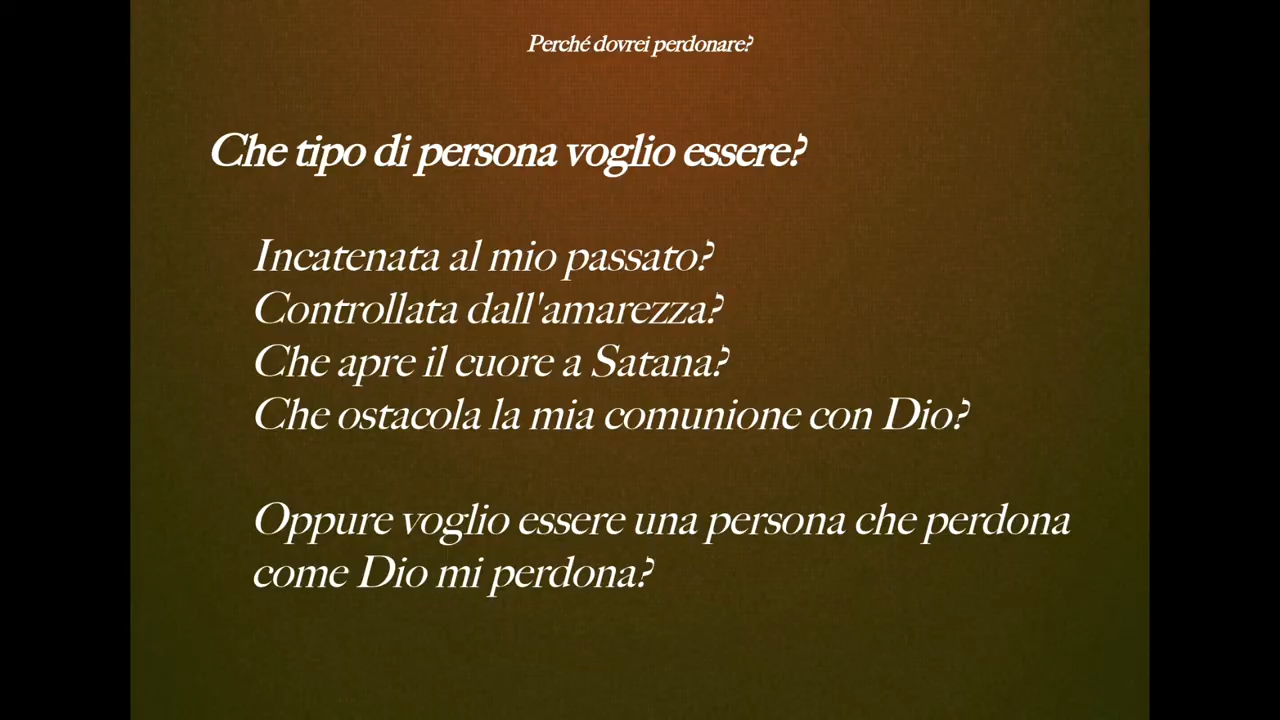 Perché dovrei perdonare?
Che tipo di persona voglio essere?
Incatenata al mio passato?
Controllata dall'amarezza?
Che apre il cuore a Satana?
Che ostacola la mia comunione con Dio?
Oppure voglio essere una persona che perdona
come Dio mi perdona?